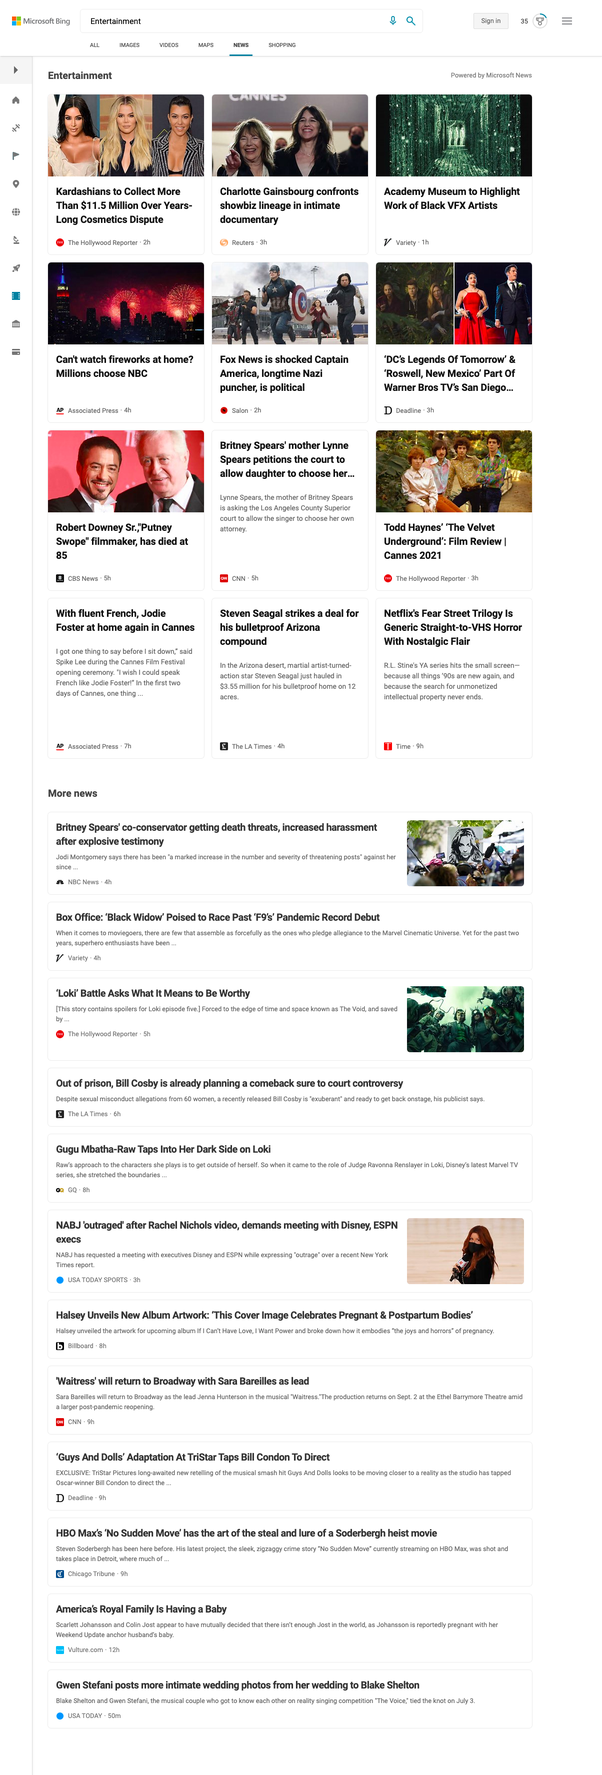 Microsoft Bing
Entertainment
Sign in
35
ALL IMAGES VIDEOS MAPS NEWS SHOPPING
Entertainment
Powered by Microsoft News
CANNES
Kardashians to Collect More
Than $11.5 Million Over Years-
Long Cosmetics Dispute
The Hollywood Reporter · 2h
Charlotte Gainsbourg confronts
showbiz lineage in intimate
documentary
Reuters · 3h
Academy Museum to Highlight
Work of Black VFX Artists
Variety · 1h
Can't watch fireworks at home?
Millions choose NBC
AP Associated Press · 4h
Fox News is shocked Captain
America, longtime Nazi
puncher, is political
Salon · 2h
‘DC’s Legends Of Tomorrow’ &
‘Roswell, New Mexico’ Part Of
Warner Bros TV’s San Diego...
D Deadline · 3h
Robert Downey Sr.,"Putney
Swope" filmmaker, has died at
85
CBS News · 5h
Britney Spears' mother Lynne
Spears petitions the court to
allow daughter to choose her...
Lynne Spears, the mother of Britney Spears
is asking the Los Angeles County Superior
court to allow the singer to choose her own
attorney.
CNN · 5h
Todd Haynes’ ‘The Velvet
Underground’: Film Review |
Cannes 2021
The Hollywood Reporter · 3h
With fluent French, Jodie
Foster at home again in Cannes
I got one thing to say before I sit down,” said
Spike Lee during the Cannes Film Festival
opening ceremony. “I wish I could speak
French like Jodie Foster!” In the first two
days of Cannes, one thing ...
AP Associated Press · 7h
Steven Seagal strikes a deal for
his bulletproof Arizona
compound
In the Arizona desert, martial artist-turned-
action star Steven Seagal just hauled in
$3.55 million for his bulletproof home on 12
acres.
The LA Times · 4h
Netflix's Fear Street Trilogy Is
Generic Straight-to-VHS Horror
With Nostalgic Flair
R.L. Stine's YA series hits the small screen—
because all things '90s are new again, and
because the search for unmonetized
intellectual property never ends.
Time · 9h
More news
Britney Spears' co-conservator getting death threats, increased harassment
after explosive testimony
Jodi Montgomery says there has been "a marked increase in the number and severity of threatening posts" against her
since ...
NBC News · 4h
Box Office: ‘Black Widow’ Poised to Race Past ‘F9’s’ Pandemic Record Debut
When it comes to moviegoers, there are few that assemble as forcefully as the ones who pledge allegiance to the Marvel Cinematic Universe. Yet for the past two
years, superhero enthusiasts have been ...
Variety · 4h
‘Loki’ Battle Asks What It Means to Be Worthy
[This story contains spoilers for Loki episode five.] Forced to the edge of time and space known as The Void, and saved
by ...
The Hollywood Reporter · 5h
Out of prison, Bill Cosby is already planning a comeback sure to court controversy
Despite sexual misconduct allegations from 60 women, a recently released Bill Cosby is "exuberant" and ready to get back onstage, his publicist says.
The LA Times · 6h
Gugu Mbatha-Raw Taps Into Her Dark Side on Loki
Raw’s approach to the characters she plays is to get outside of herself. So when it came to the role of Judge Ravonna Renslayer in Loki, Disney’s latest Marvel TV
series, she stretched the boundaries ...
GQ · 8h
NABJ 'outraged' after Rachel Nichols video, demands meeting with Disney, ESPN
execs
NABJ has requested a meeting with executives Disney and ESPN while expressing "outrage" over a recent New York
Times report.
USA TODAY SPORTS · 3h
Halsey Unveils New Album Artwork: ‘This Cover Image Celebrates Pregnant & Postpartum Bodies’
Halsey unveiled the artwork for upcoming album If I Can’t Have Love, I Want Power and broke down how it embodies “the joys and horrors” of pregnancy.
b Billboard · 8h
'Waitress' will return to Broadway with Sara Bareilles as lead
Sara Bareilles will return to Broadway as the lead Jenna Hunterson in the musical "Waitress."The production returns on Sept. 2 at the Ethel Barrymore Theatre amid
a larger post-pandemic reopening.
CNN · 9h
‘Guys And Dolls’ Adaptation At TriStar Taps Bill Condon To Direct
EXCLUSIVE: TriStar Pictures long-awaited new retelling of the musical smash hit Guys And Dolls looks to be moving closer to a reality as the studio has tapped
Oscar-winner Bill Condon to direct the ...
D Deadline · 9h
HBO Max’s ‘No Sudden Move’ has the art of the steal and lure of a Soderbergh heist movie
Steven Soderbergh has been here before. His latest project, the sleek, zigzaggy crime story “No Sudden Move” currently streaming on HBO Max, was shot and
takes place in Detroit, where much of ...
Chicago Tribune · 9h
America’s Royal Family Is Having a Baby
Scarlett Johansson and Colin Jost appear to have mutually decided that there isn’t enough Jost in the world, as Johansson is reportedly pregnant with her
Weekend Update anchor husband’s baby.
Vulture.com · 12h
Gwen Stefani posts more intimate wedding photos from her wedding to Blake Shelton
Blake Shelton and Gwen Stefani, the musical couple who got to know each other on reality singing competition "The Voice," tied the knot on July 3.
USA TODAY · 50m